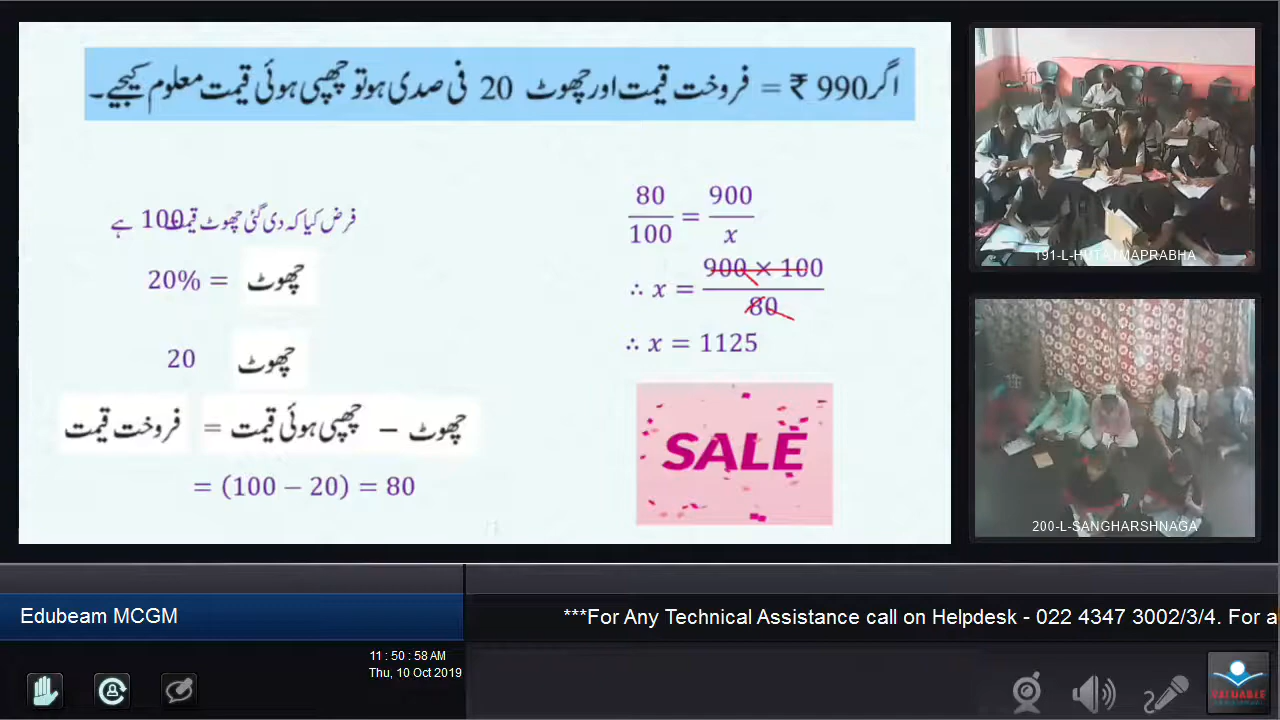 اگر 990 ₹ = فروخت قیمت اور چھوٹ 20 فی صدی ہو تو چھپی ہوئی قیمت معلوم کیجیے۔
فرض کیا کہ دی گئی چھوٹ قیمت 100 ہے
20% = چھوٹ
20 چھوٹ
فروخت قیمت = چھپی ہوئی قیمت − چھوٹ
= (100 − 20) = 80
80/100 = 900/x
∴ x = 900 × 100/80
∴ x = 1125
SALE
191-L-HUTATMAPRABHA
200-L-SANGHARSHNAGA
Edubeam MCGM
***For Any Technical Assistance call on Helpdesk - 022 4347 3002/3/4. For a
11:50:58 AM
Thu, 10 Oct 2019
VALUABLE